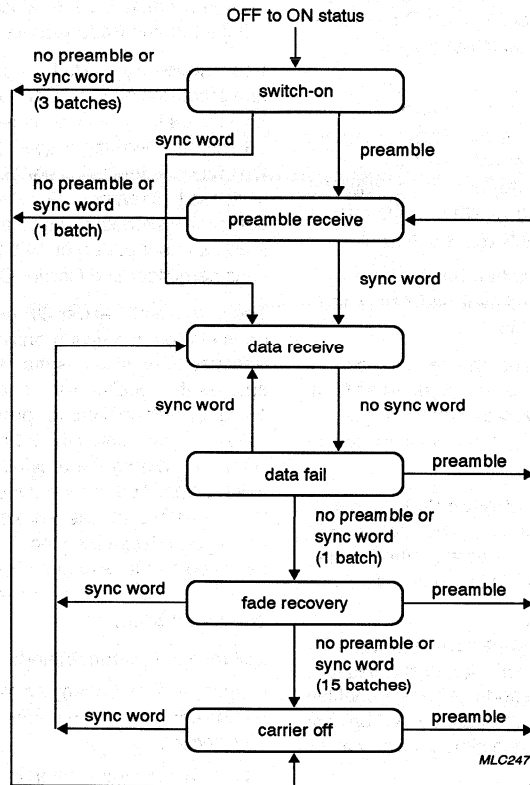 OFF to ON status
no preamble or
sync word
(3 batches)
switch-on
sync word
preamble
no preamble or
sync word
(1 batch)
preamble receive
sync word
data receive
sync word
no sync word
data fail
preamble
no preamble or
sync word
(1 batch)
sync word
fade recovery
preamble
no preamble or
sync word
(15 batches)
sync word
carrier off
preamble
MLC247